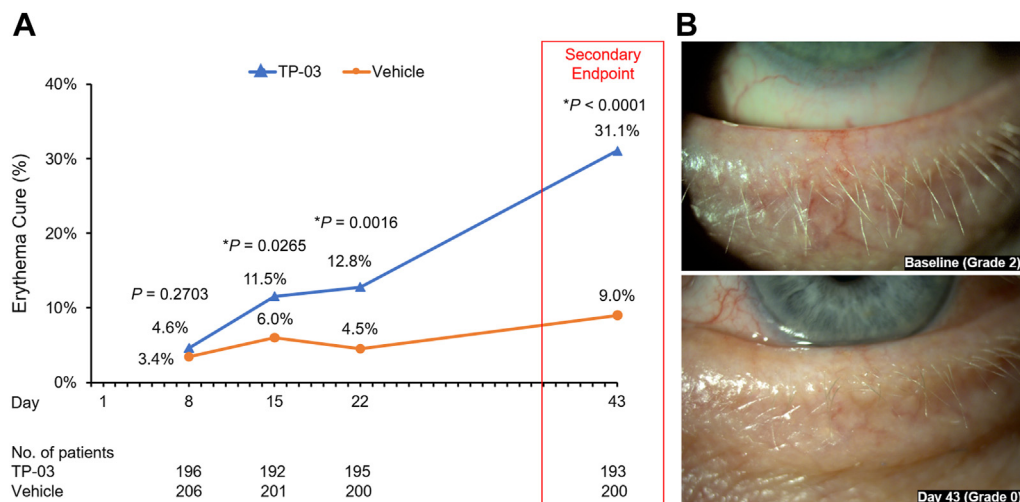 A
B
TP-03 Vehicle
Secondary
Endpoint
Erythema Cure (%)
40%
30%
20%
10%
0%
*P < 0.0001
31.1%
*P = 0.0016
12.8%
*P = 0.0265
11.5%
P = 0.2703
4.6%
3.4%
6.0%
4.5%
9.0%
Day 1 8 15 22 43
No. of patients
TP-03 196 192 195 193
Vehicle 206 201 200 200
Baseline (Grade 2)
Day 43 (Grade 0)